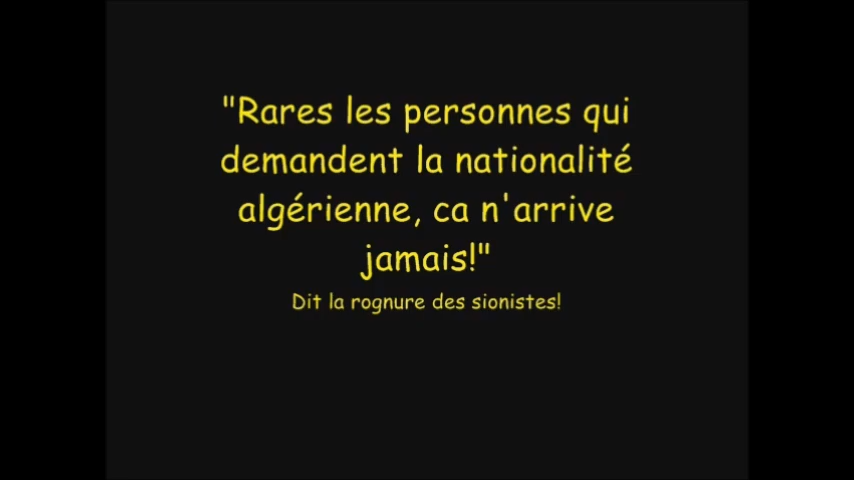 "Rares les personnes qui
demandent la nationalité
algérienne, ca n'arrive
jamais!"
Dit la rognure des sionistes!